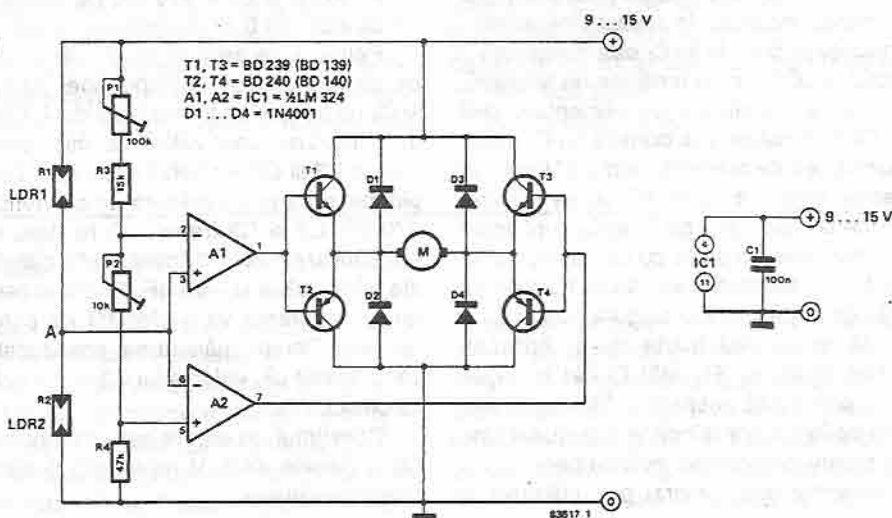 9 ... 15 V
+
T1, T3 = BD 239 (BD 139)
T2, T4 = BD 240 (BD 140)
A1, A2 = IC1 = ½LM 324
D1 ... D4 = 1N4001
P1
100k
R1
LDR1
R3
15k
T1
D1
D3
T3
A1
1
3
M
P2
10k
A
T2
D2
D4
T4
R2
LDR2
6
A2
7
5
R4
47k
0
83517_1
+
9 ... 15 V
4
IC1
11
C1
100n
0